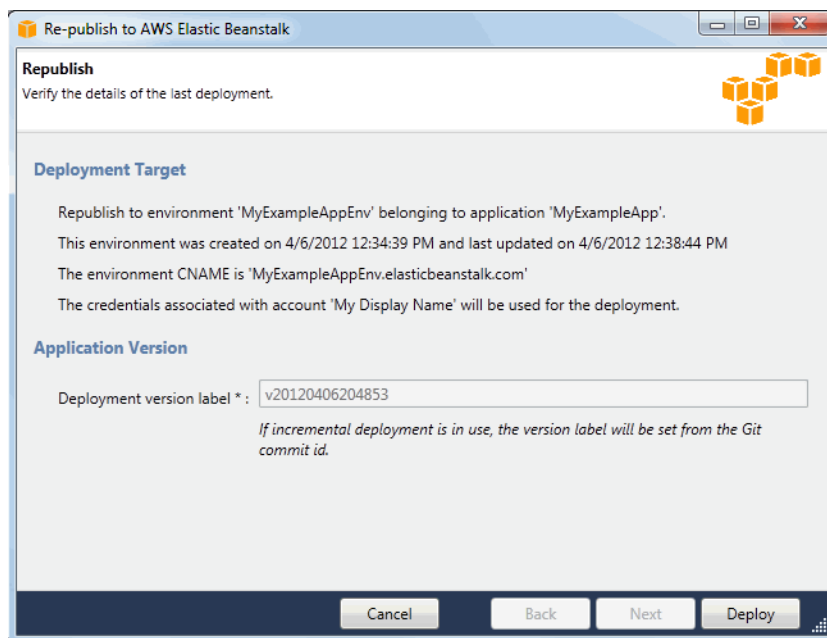 Re-publish to AWS Elastic Beanstalk
Republish
Verify the details of the last deployment.
Deployment Target
Republish to environment 'MyExampleAppEnv' belonging to application 'MyExampleApp'.
This environment was created on 4/6/2012 12:34:39 PM and last updated on 4/6/2012 12:38:44 PM
The environment CNAME is 'MyExampleAppEnv.elasticbeanstalk.com'
The credentials associated with account 'My Display Name' will be used for the deployment.
Application Version
Deployment version label * : v20120406204853
If incremental deployment is in use, the version label will be set from the Git
commit id.
Cancel Back Next Deploy